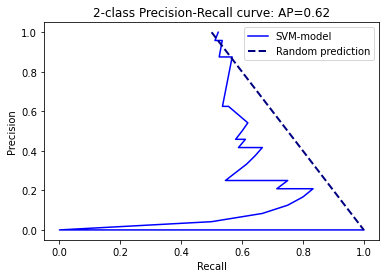 2-class Precision-Recall curve: AP=0.62
SVM-model
Random prediction
Precision
1.0
0.8
0.6
0.4
0.2
0.0
0.0 0.2 0.4 0.6 0.8 1.0
Recall